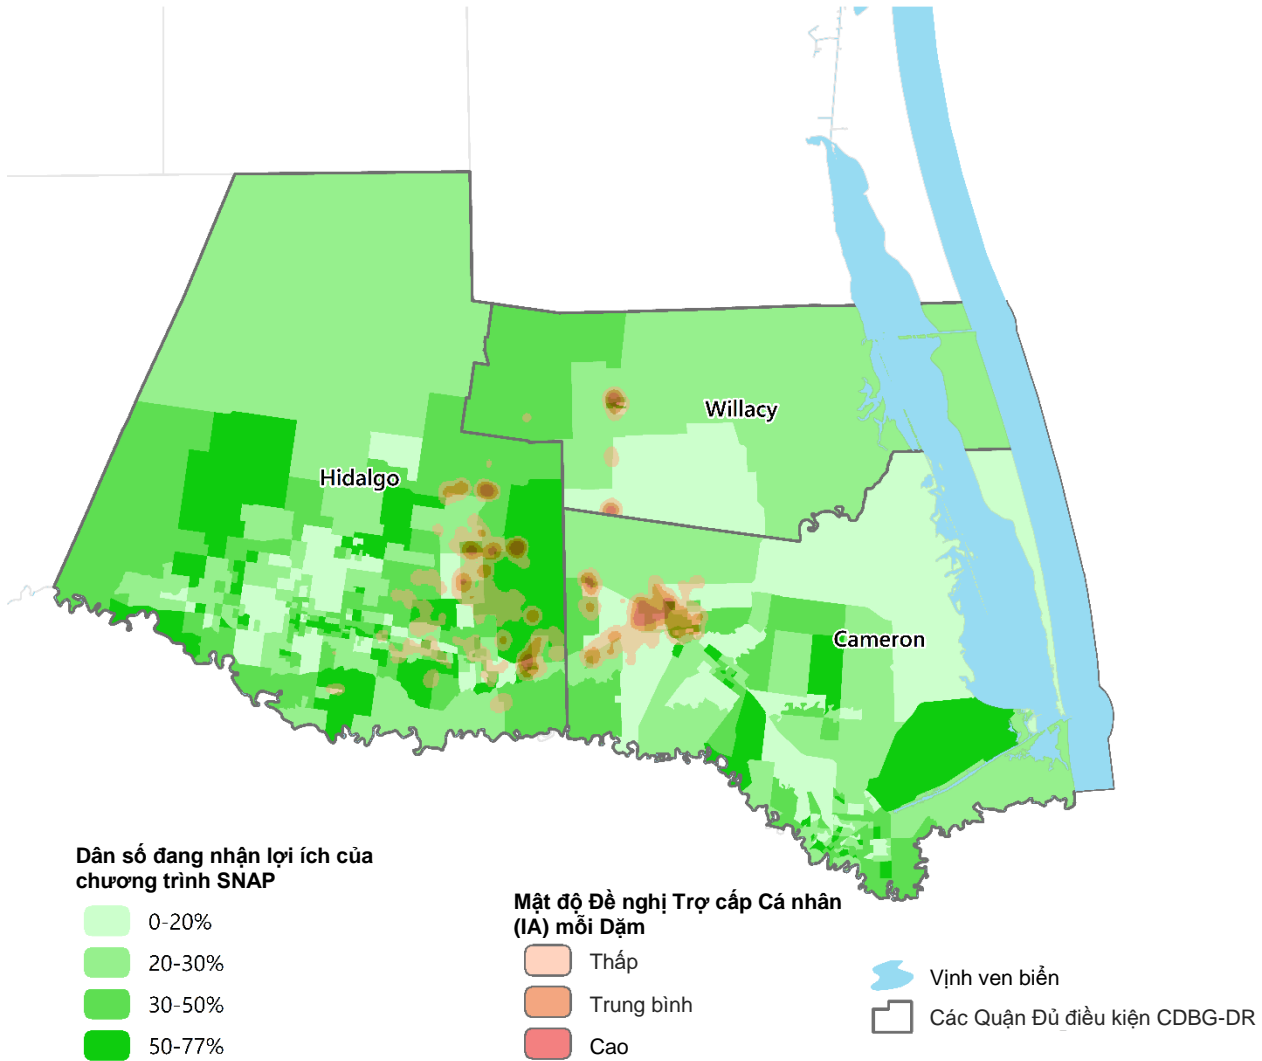 Willacy
Hidalgo
Cameron
Dân số đang nhận lợi ích của
chương trình SNAP
0-20%
20-30%
30-50%
50-77%
Mật độ Đề nghị Trợ cấp Cá nhân
(IA) mỗi Dặm
Thấp
Trung bình
Cao
Vịnh ven biển
Các Quận Đủ điều kiện CDBG-DR